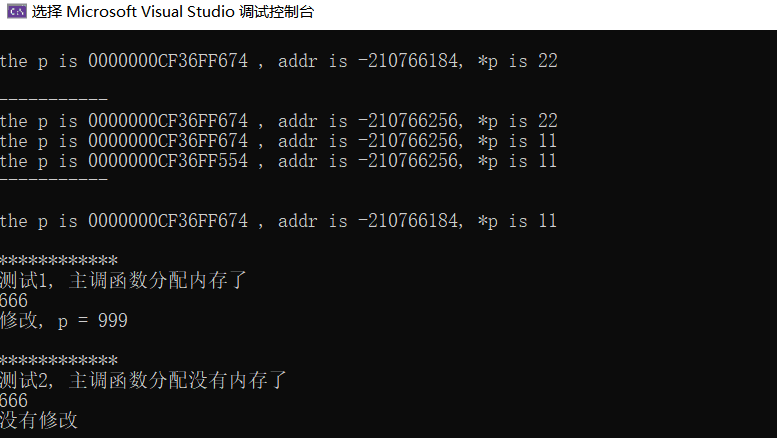 选择 Microsoft Visual Studio 调试控制台
the p is 0000000CF36FF674 , addr is -210766184, *p is 22
-----------
the p is 0000000CF36FF674 , addr is -210766256, *p is 22
the p is 0000000CF36FF674 , addr is -210766256, *p is 11
the p is 0000000CF36FF554 , addr is -210766256, *p is 11
-----------
the p is 0000000CF36FF674 , addr is -210766184, *p is 11
************
测试1, 主调函数分配内存了
666
修改, p = 999
************
测试2, 主调函数分配没有内存了
666
没有修改